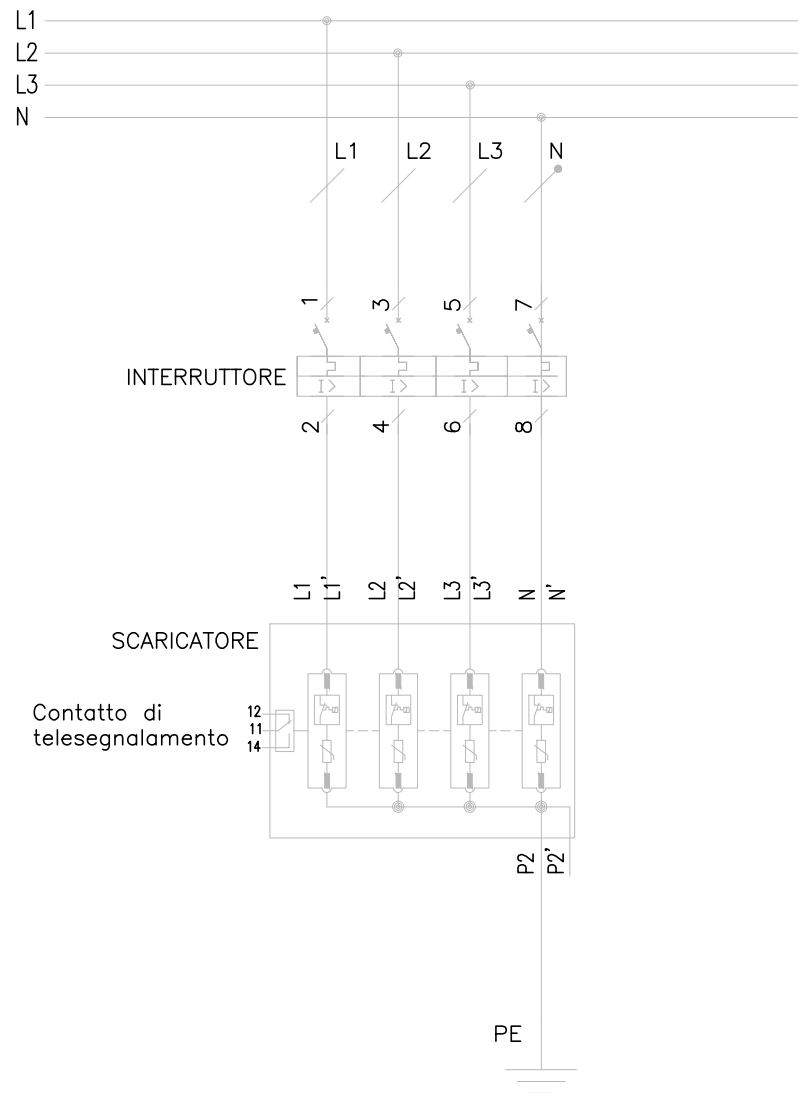 L1
L2
L3
N
L1 L2 L3 N
1 3 5 7
INTERRUTTORE
I > I > I > I >
2 4 6 8
L1 L1' L2 L2' L3 L3' N N'
SCARICATORE
Contatto di
telesegnalamento
12
11
14
P2 P2'
PE